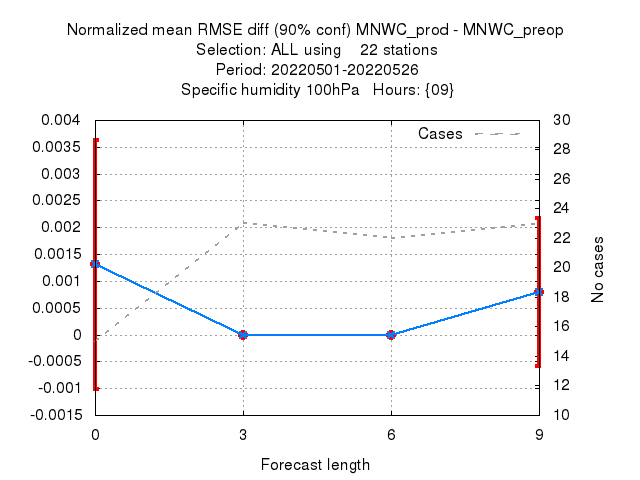 Normalized mean RMSE diff (90% conf) MNWC_prod - MNWC_preop
Selection: ALL using 22 stations
Period: 20220501-20220526
Specific humidity 100hPa Hours: {09}
Cases
0.004
0.0035
0.003
0.0025
0.002
0.0015
0.001
0.0005
0
-0.0005
-0.001
-0.0015
30
28
26
24
22
20
18
16
14
12
10
No cases
0 3 6 9
Forecast length